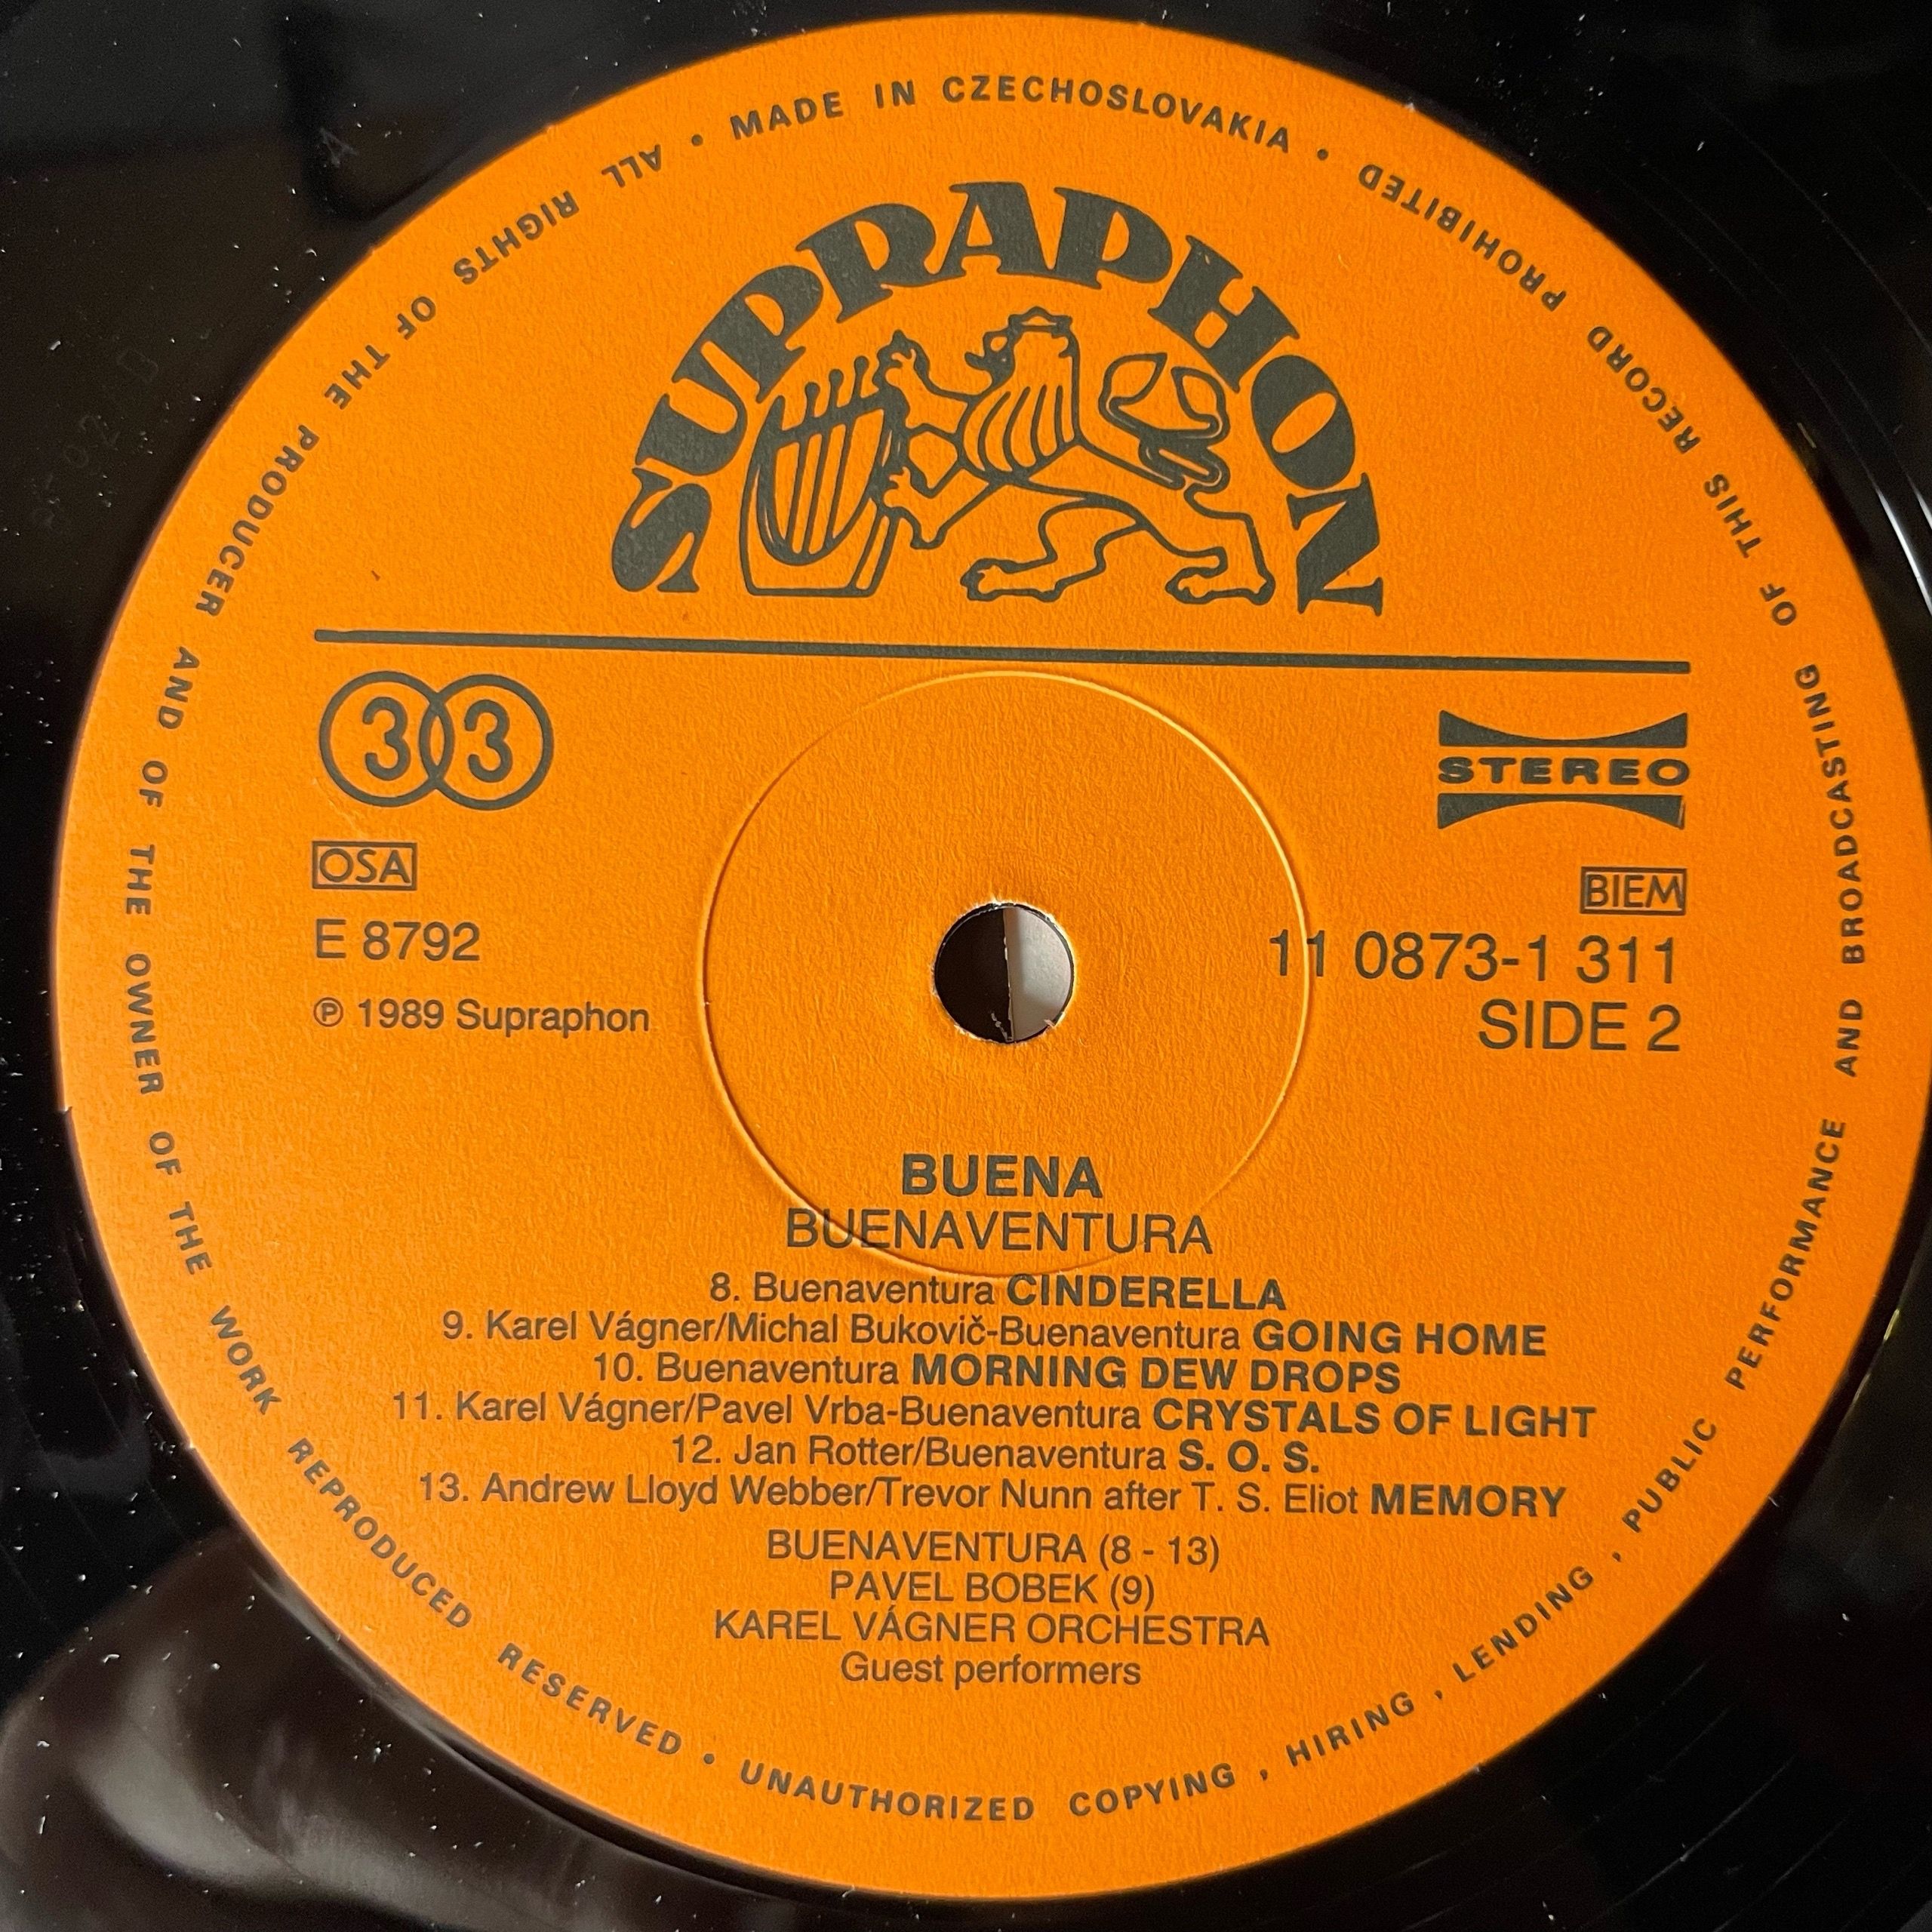 MADE IN CZECHOSLOVAKIA •
ALL RIGHTS OF THE PRODUCER AND OF THE OWNER OF THE WORK REPRODUCED RESERVED • UNAUTHORIZED COPYING , HIRING , LENDING , PUBLIC PERFORMANCE AND BROADCASTING OF THIS RECORD PROHIBITED •
SUPRAPHON
33
STEREO
OSA
BIEM
E 8792
11 0873-1 311
℗ 1989 Supraphon
SIDE 2
BUENA
BUENAVENTURA
8. Buenaventura CINDERELLA
9. Karel Vágner/Michal Bukovič-Buenaventura GOING HOME
10. Buenaventura MORNING DEW DROPS
11. Karel Vágner/Pavel Vrba-Buenaventura CRYSTALS OF LIGHT
12. Jan Rotter/Buenaventura S. O. S.
13. Andrew Lloyd Webber/Trevor Nunn after T. S. Eliot MEMORY
BUENAVENTURA (8 - 13)
PAVEL BOBEK (9)
KAREL VÁGNER ORCHESTRA
Guest performers